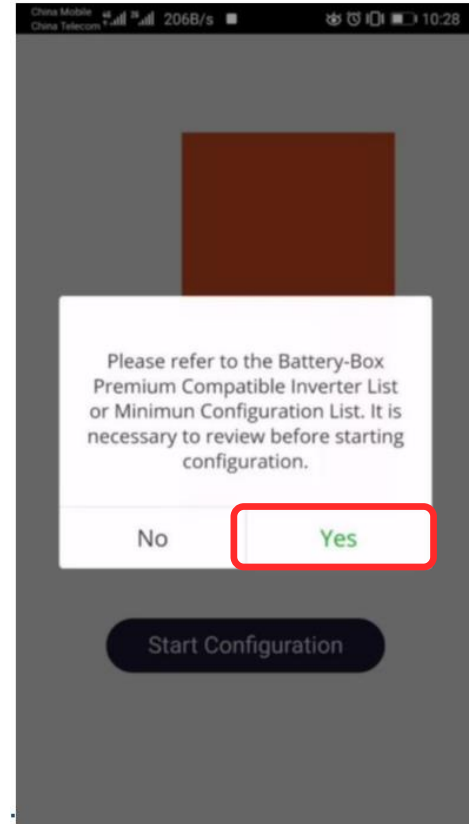 China Mobile
China Telecom
206B/s
10:28
Please refer to the Battery-Box
Premium Compatible Inverter List
or Minimun Configuration List. It is
necessary to review before starting
configuration.
No
Yes
Start Configuration